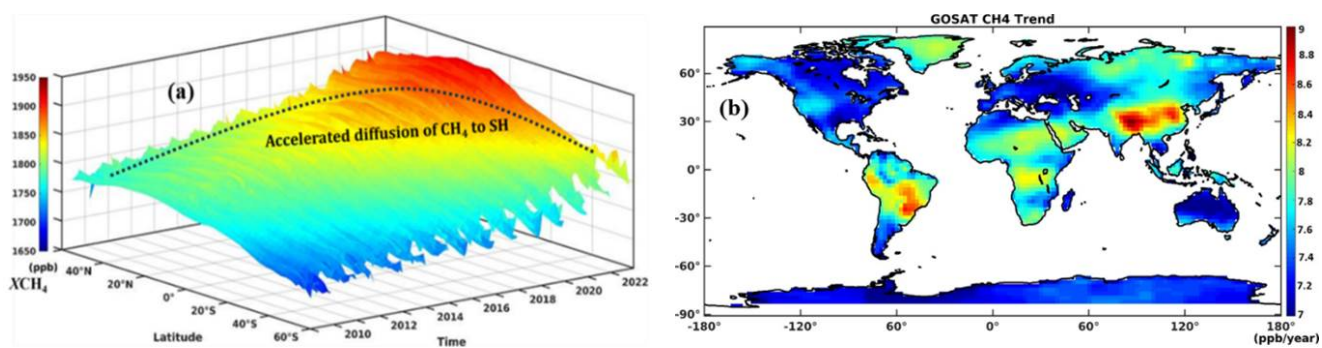 (a)
Accelerated diffusion of CH4 to SH
1950
1900
1850
1800
1750
1700
1650
(ppb)
XCH4
40°N
20°N
0°
20°S
40°S
60°S
Latitude
2010
2012
2014
2016
2018
2020
2022
Time
GOSAT CH4 Trend
(b)
60°
30°
0°
-30°
-60°
-90°
-180°
-120°
60°
0°
60°
120°
180°
9
8.8
8.6
8.4
8.2
8
7.8
7.6
7.4
7.2
7
(ppb/year)